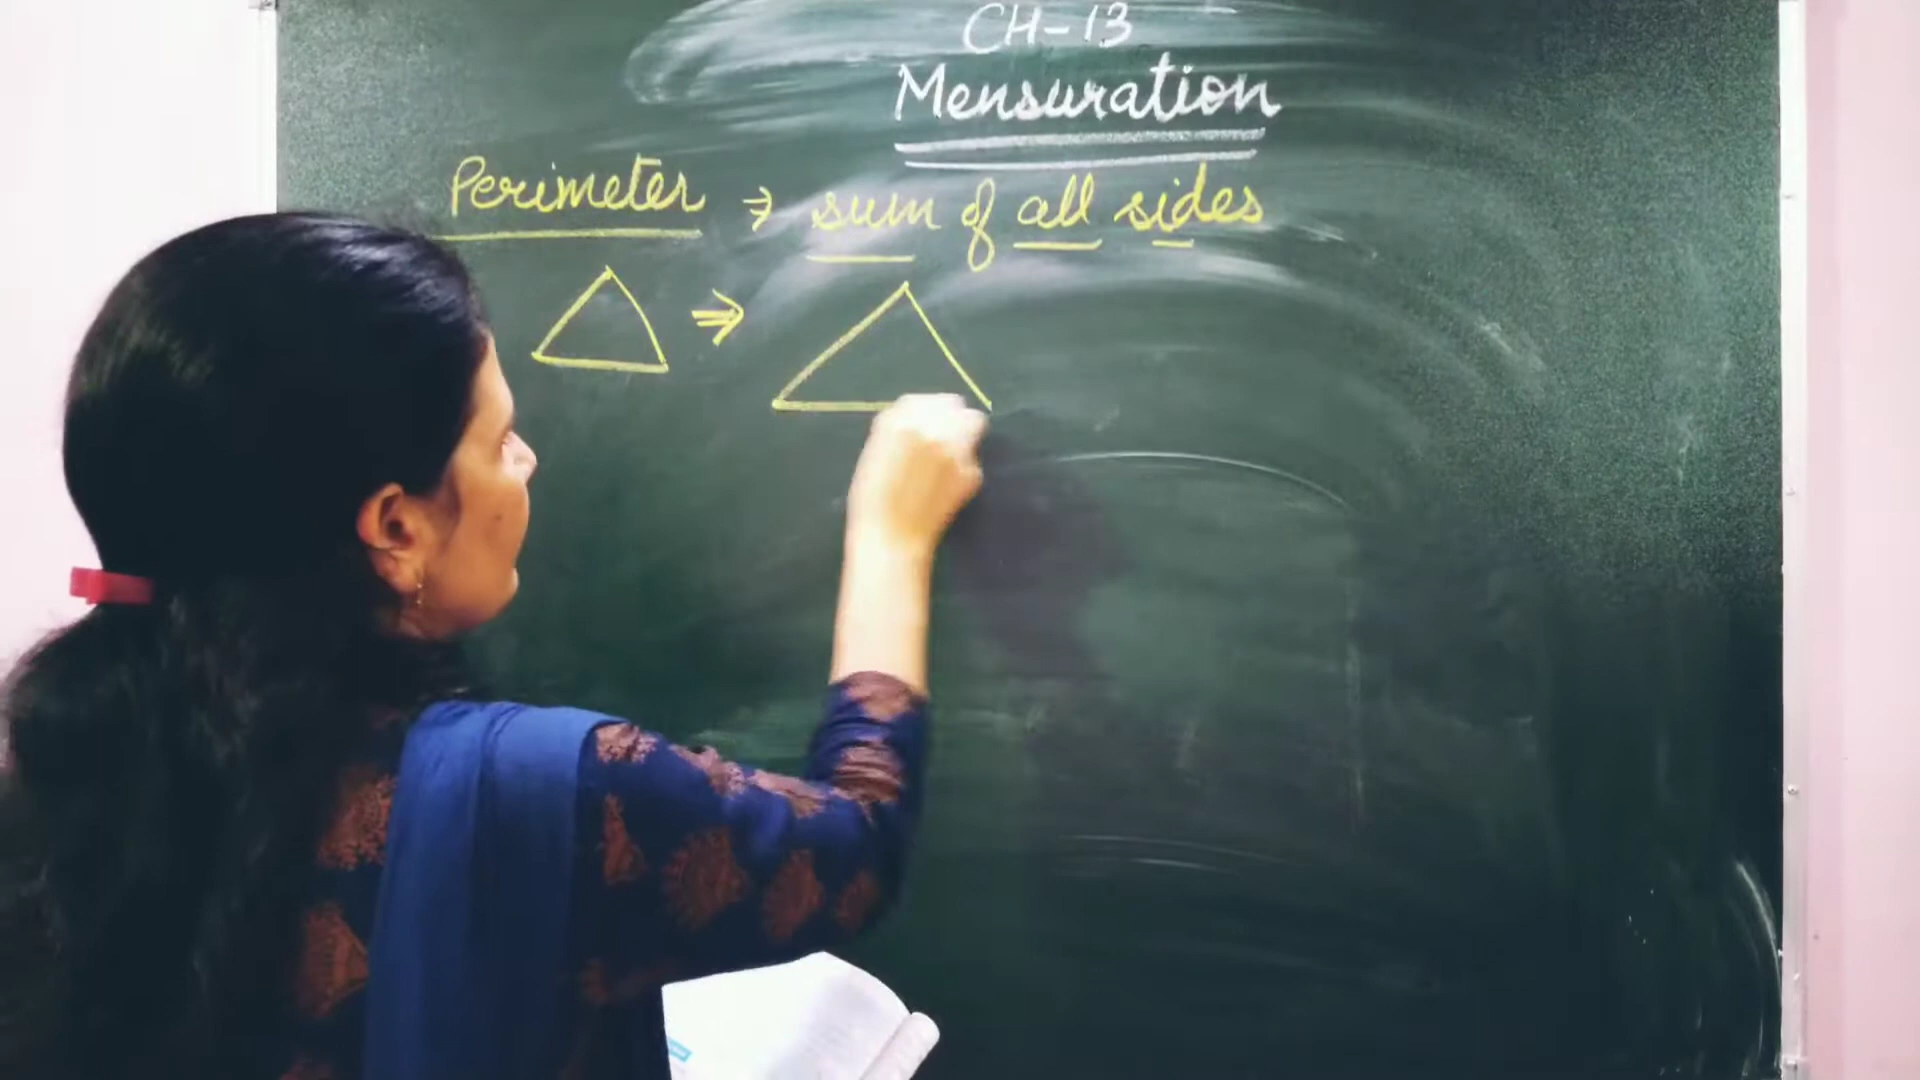 CH-13
Mensuration
Perimeter → sum of all sides
⇒